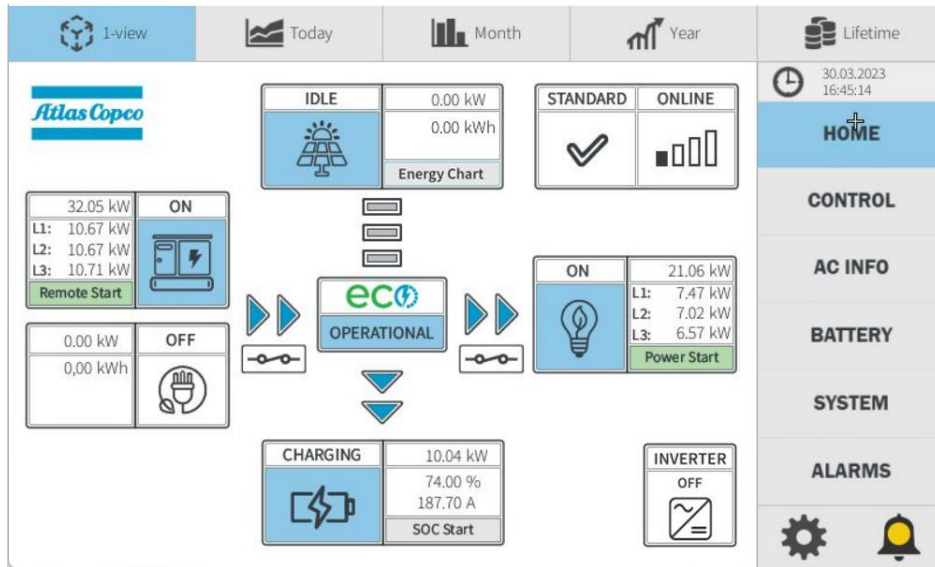 1-view
Today
Month
Year
Lifetime
30.03.2023
16:45:14
Atlas Copco
IDLE
0.00 kW
0.00 kWh
Energy Chart
STANDARD
ONLINE
HOME
CONTROL
AC INFO
BATTERY
SYSTEM
ALARMS
32.05 kW
ON
L1: 10.67 kW
L2: 10.67 kW
L3: 10.71 kW
Remote Start
eco
OPERATIONAL
ON
21.06 kW
L1: 7.47 kW
L2: 7.02 kW
L3: 6.57 kW
Power Start
0.00 kW
OFF
0,00 kWh
CHARGING
10.04 kW
74.00 %
187.70 A
SOC Start
INVERTER
OFF